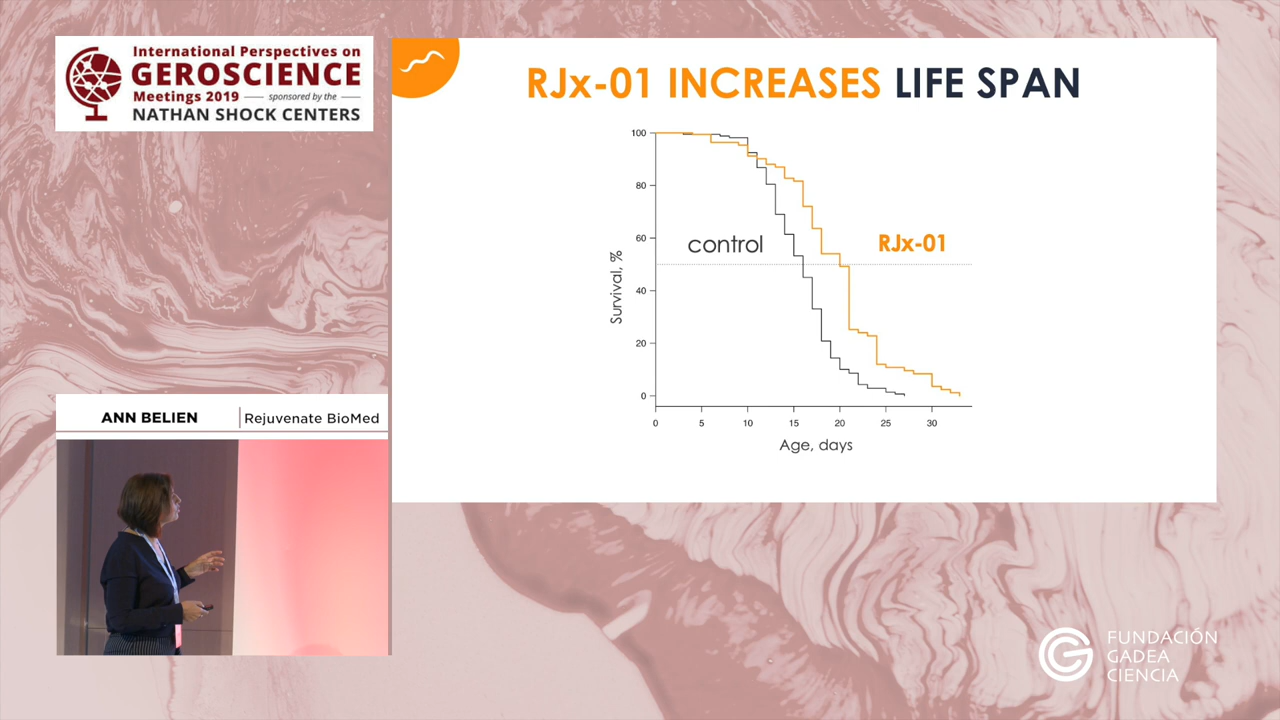 International Perspectives on
GEROSCIENCE
Meetings 2019 — sponsored by the —
NATHAN SHOCK CENTERS
RJx-01 INCREASES LIFE SPAN
100
80
60
40
20
0
Survival, %
control
RJx-01
0 5 10 15 20 25 30
Age, days
ANN BELIEN | Rejuvenate BioMed
FUNDACIÓN
GADEA
CIENCIA